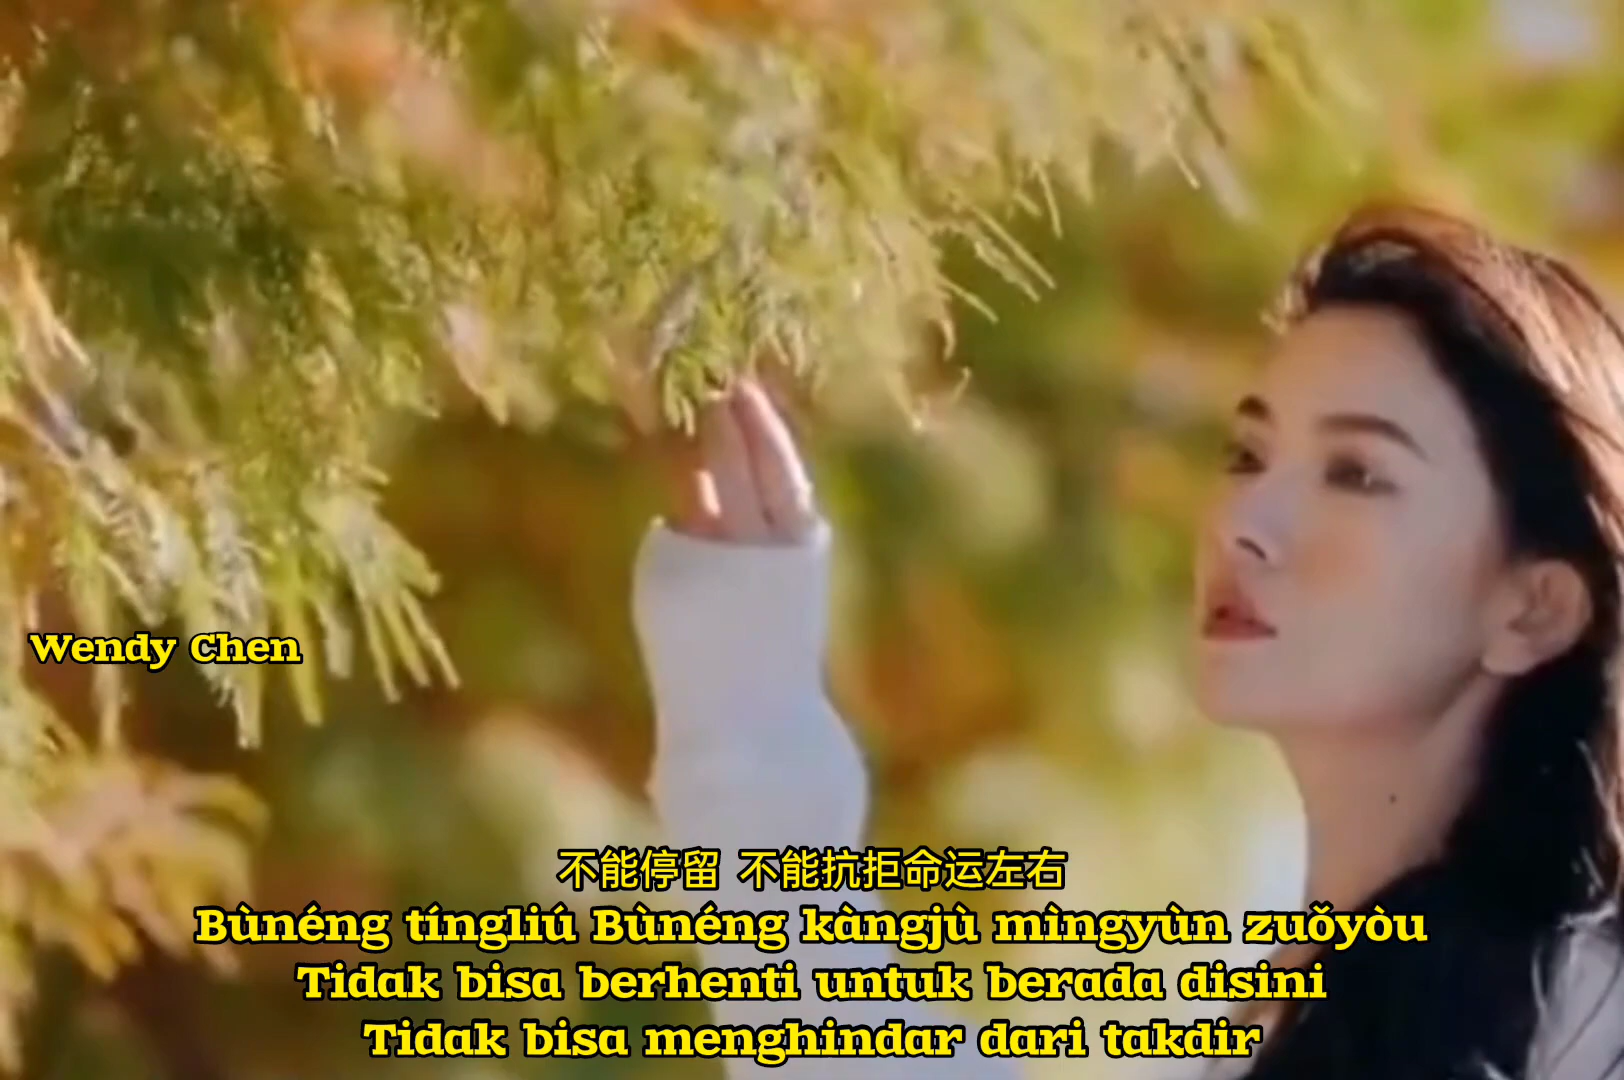 Wendy Chen
不能停留 不能抗拒命运左右
Bùnéng tíngliú Bùnéng kàngjù mìngyùn zuǒyòu
Tidak bisa berhenti untuk berada disini
Tidak bisa menghindar dari takdir